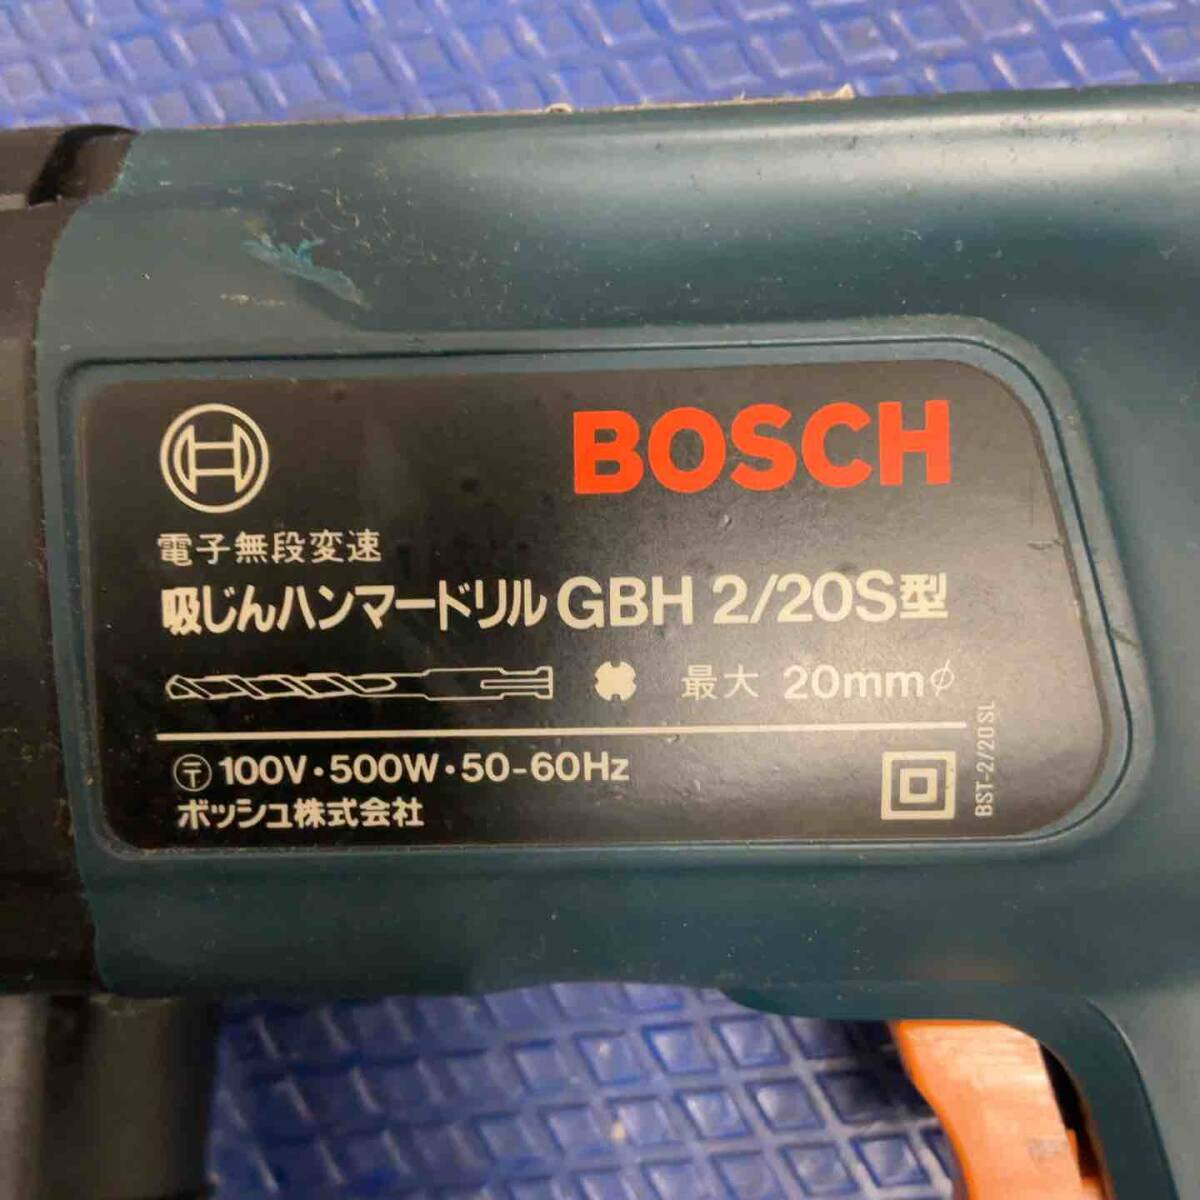 BOSCH
電子無段変速
吸じんハンマードリル GBH 2/20S型
最大 20mmφ
〒 100V・500W・50-60Hz
ボッシュ株式会社
BST-2/20SL